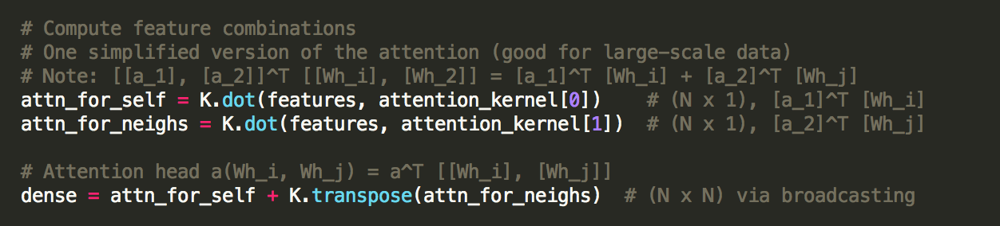 # Compute feature combinations
# One simplified version of the attention (good for large-scale data)
# Note: [[a_1], [a_2]]^T [[Wh_i], [Wh_2]] = [a_1]^T [Wh_i] + [a_2]^T [Wh_j]
attn_for_self = K.dot(features, attention_kernel[0])    # (N x 1), [a_1]^T [Wh_i]
attn_for_neighs = K.dot(features, attention_kernel[1])  # (N x 1), [a_2]^T [Wh_j]
# Attention head a(Wh_i, Wh_j) = a^T [[Wh_i], [Wh_j]]
dense = attn_for_self + K.transpose(attn_for_neighs)  # (N x N) via broadcasting